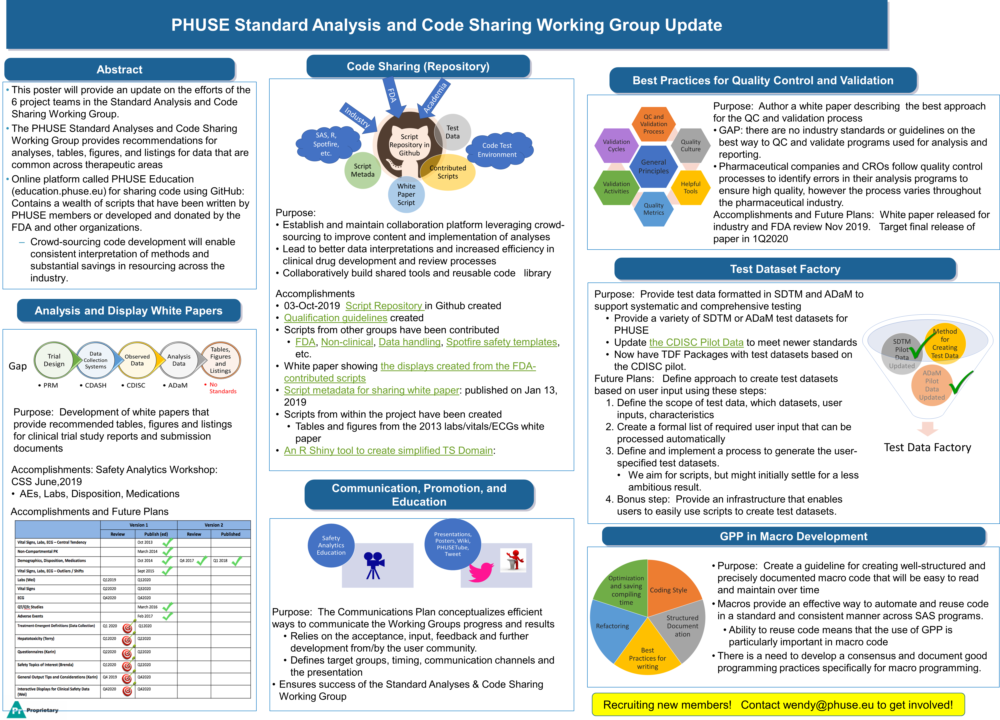 PHUSE Standard Analysis and Code Sharing Working Group Update
Abstract
• This poster will provide an update on the efforts of the
6 project teams in the Standard Analysis and Code
Sharing Working Group.
• The PHUSE Standard Analyses and Code Sharing
Working Group provides recommendations for
analyses, tables, figures, and listings for data that are
common across therapeutic areas
• Online platform called PHUSE Education
(education.phuse.eu) for sharing code using GitHub:
Contains a wealth of scripts that have been written by
PHUSE members or developed and donated by the
FDA and other organizations.
– Crowd-sourcing code development will enable
consistent interpretation of methods and
substantial savings in resourcing across the
industry.
Analysis and Display White Papers
Gap
Trial
Design
Data
Collection
Systems
Observed
Data
Analysis
Data
Tables,
Figures
and
Listings
• PRM
• CDASH
• CDISC
• ADaM
• No
Standards
Purpose: Development of white papers that
provide recommended tables, figures and listings
for clinical trial study reports and submission
documents
Accomplishments: Safety Analytics Workshop:
CSS June,2019
• AEs, Labs, Disposition, Medications
Accomplishments and Future Plans
Version 1 Version 2
Review Publish (ed) Review Published
Vital Signs, Labs, ECG – Central Tendency Oct 2013
Non-Compartmental PK March 2014
Demographics, Disposition, Medications Oct 2014 Q4 2017 Q1 2018
Vital Signs, Labs, ECG – Outliers / Shifts Sept 2015
Labs (Wei) Q12019 Q12020
Vital Signs Q22020 Q32020
ECG Q42020 Q42020
QT/QTc Studies March 2016
Adverse Events Feb 2017
Treatment-Emergent Definitions (Data Collection) Q1 2020 Q12020
Hepatotoxicity (Terry) Q12020 Q22020
Questionnaires (Karin) Q22020 Q22020
Safety Topics of Interest (Brenda) Q12020 Q22020
General Output Tips and Considerations (Karin) Q4 2019 Q42020
Interactive Displays for Clinical Safety Data
(Wei) Q42020 Q42020
Pr Proprietary
Code Sharing (Repository)
Industry
FDA
Academia
SAS, R,
Spotfire,
etc.
Script
Repository in
Github
Test
Data
Code Test
Environment
Script
Metada
White
Paper
Script
Contributed
Scripts
Purpose:
• Establish and maintain collaboration platform leveraging crowd-
sourcing to improve content and implementation of analyses
• Lead to better data interpretations and increased efficiency in
clinical drug development and review processes
• Collaboratively build shared tools and reusable code library
Accomplishments
• 03-Oct-2019 Script Repository in Github created
• Qualification guidelines created
• Scripts from other groups have been contributed
• FDA, Non-clinical, Data handling, Spotfire safety templates,
etc.
• White paper showing the displays created from the FDA-
contributed scripts
• Script metadata for sharing white paper: published on Jan 13,
2019
• Scripts from within the project have been created
• Tables and figures from the 2013 labs/vitals/ECGs white
paper
• An R Shiny tool to create simplified TS Domain:
Communication, Promotion, and
Education
Safety
Analytics
Education
Presentations,
Posters, Wiki,
PHUSETube,
Tweet
Purpose: The Communications Plan conceptualizes efficient
ways to communicate the Working Groups progress and results
• Relies on the acceptance, input, feedback and further
development from/by the user community.
• Defines target groups, timing, communication channels and
the presentation
• Ensures success of the Standard Analyses & Code Sharing
Working Group
Best Practices for Quality Control and Validation
QC and
Validation
Process
Quality
Culture
Helpful
Tools
Quality
Metrics
Validation
Activities
Validation
Cycles
General
Principles
Purpose: Author a white paper describing the best approach
for the QC and validation process
• GAP: there are no industry standards or guidelines on the
best way to QC and validate programs used for analysis and
reporting.
• Pharmaceutical companies and CROs follow quality control
processes to identify errors in their analysis programs to
ensure high quality, however the process varies throughout
the pharmaceutical industry.
Accomplishments and Future Plans: White paper released for
industry and FDA review Nov 2019. Target final release of
paper in 1Q2020
Test Dataset Factory
Purpose: Provide test data formatted in SDTM and ADaM to
support systematic and comprehensive testing
• Provide a variety of SDTM or ADaM test datasets for
PHUSE
• Update the CDISC Pilot Data to meet newer standards
• Now have TDF Packages with test datasets based on
the CDISC pilot.
Future Plans: Define approach to create test datasets
based on user input using these steps:
1. Define the scope of test data, which datasets, user
inputs, characteristics
2. Create a formal list of required user input that can be
processed automatically
3. Define and implement a process to generate the user-
specified test datasets.
• We aim for scripts, but might initially settle for a less
ambitious result.
4. Bonus step: Provide an infrastructure that enables
users to easily use scripts to create test datasets.
SDTM
Pilot
Data
Updated
Method
for
Creating
Test Data
ADaM
Pilot
Data
Updated
Test Data Factory
GPP in Macro Development
Optimization
and saving
compiling
time
Coding Style
Structured
Document
ation
Best
Practices for
writing
Refactoring
• Purpose: Create a guideline for creating well-structured and
precisely documented macro code that will be easy to read
and maintain over time
• Macros provide an effective way to automate and reuse code
in a standard and consistent manner across SAS programs.
• Ability to reuse code means that the use of GPP is
particularly important in macro code
• There is a need to develop a consensus and document good
programming practices specifically for macro programming.
Recruiting new members! Contact wendy@phuse.eu to get involved!